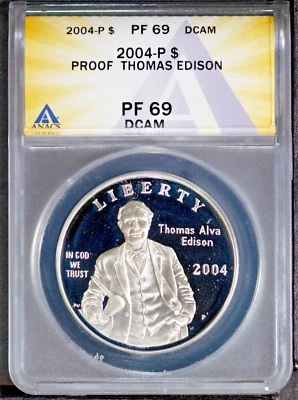 2004-P $ PF 69 DCAM
2004-P $
PROOF THOMAS EDISON
PF 69
DCAM
ANACS
LIBERTY
Thomas Alva
Edison
IN GOD
WE
TRUST
2004